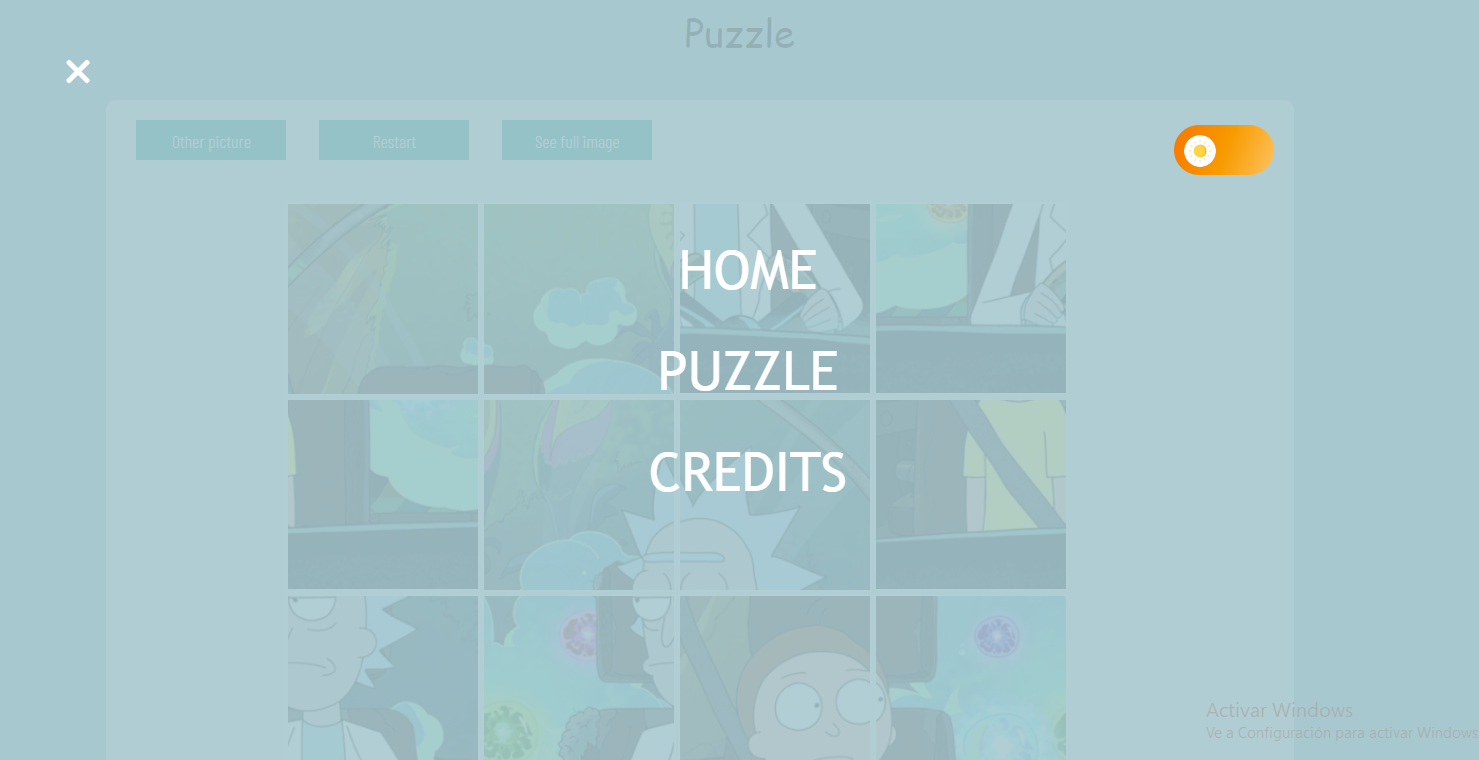 Puzzle
Other picture
Restart
See full image
HOME
PUZZLE
CREDITS
Activar Windows
Ve a Configuración para activar Windows